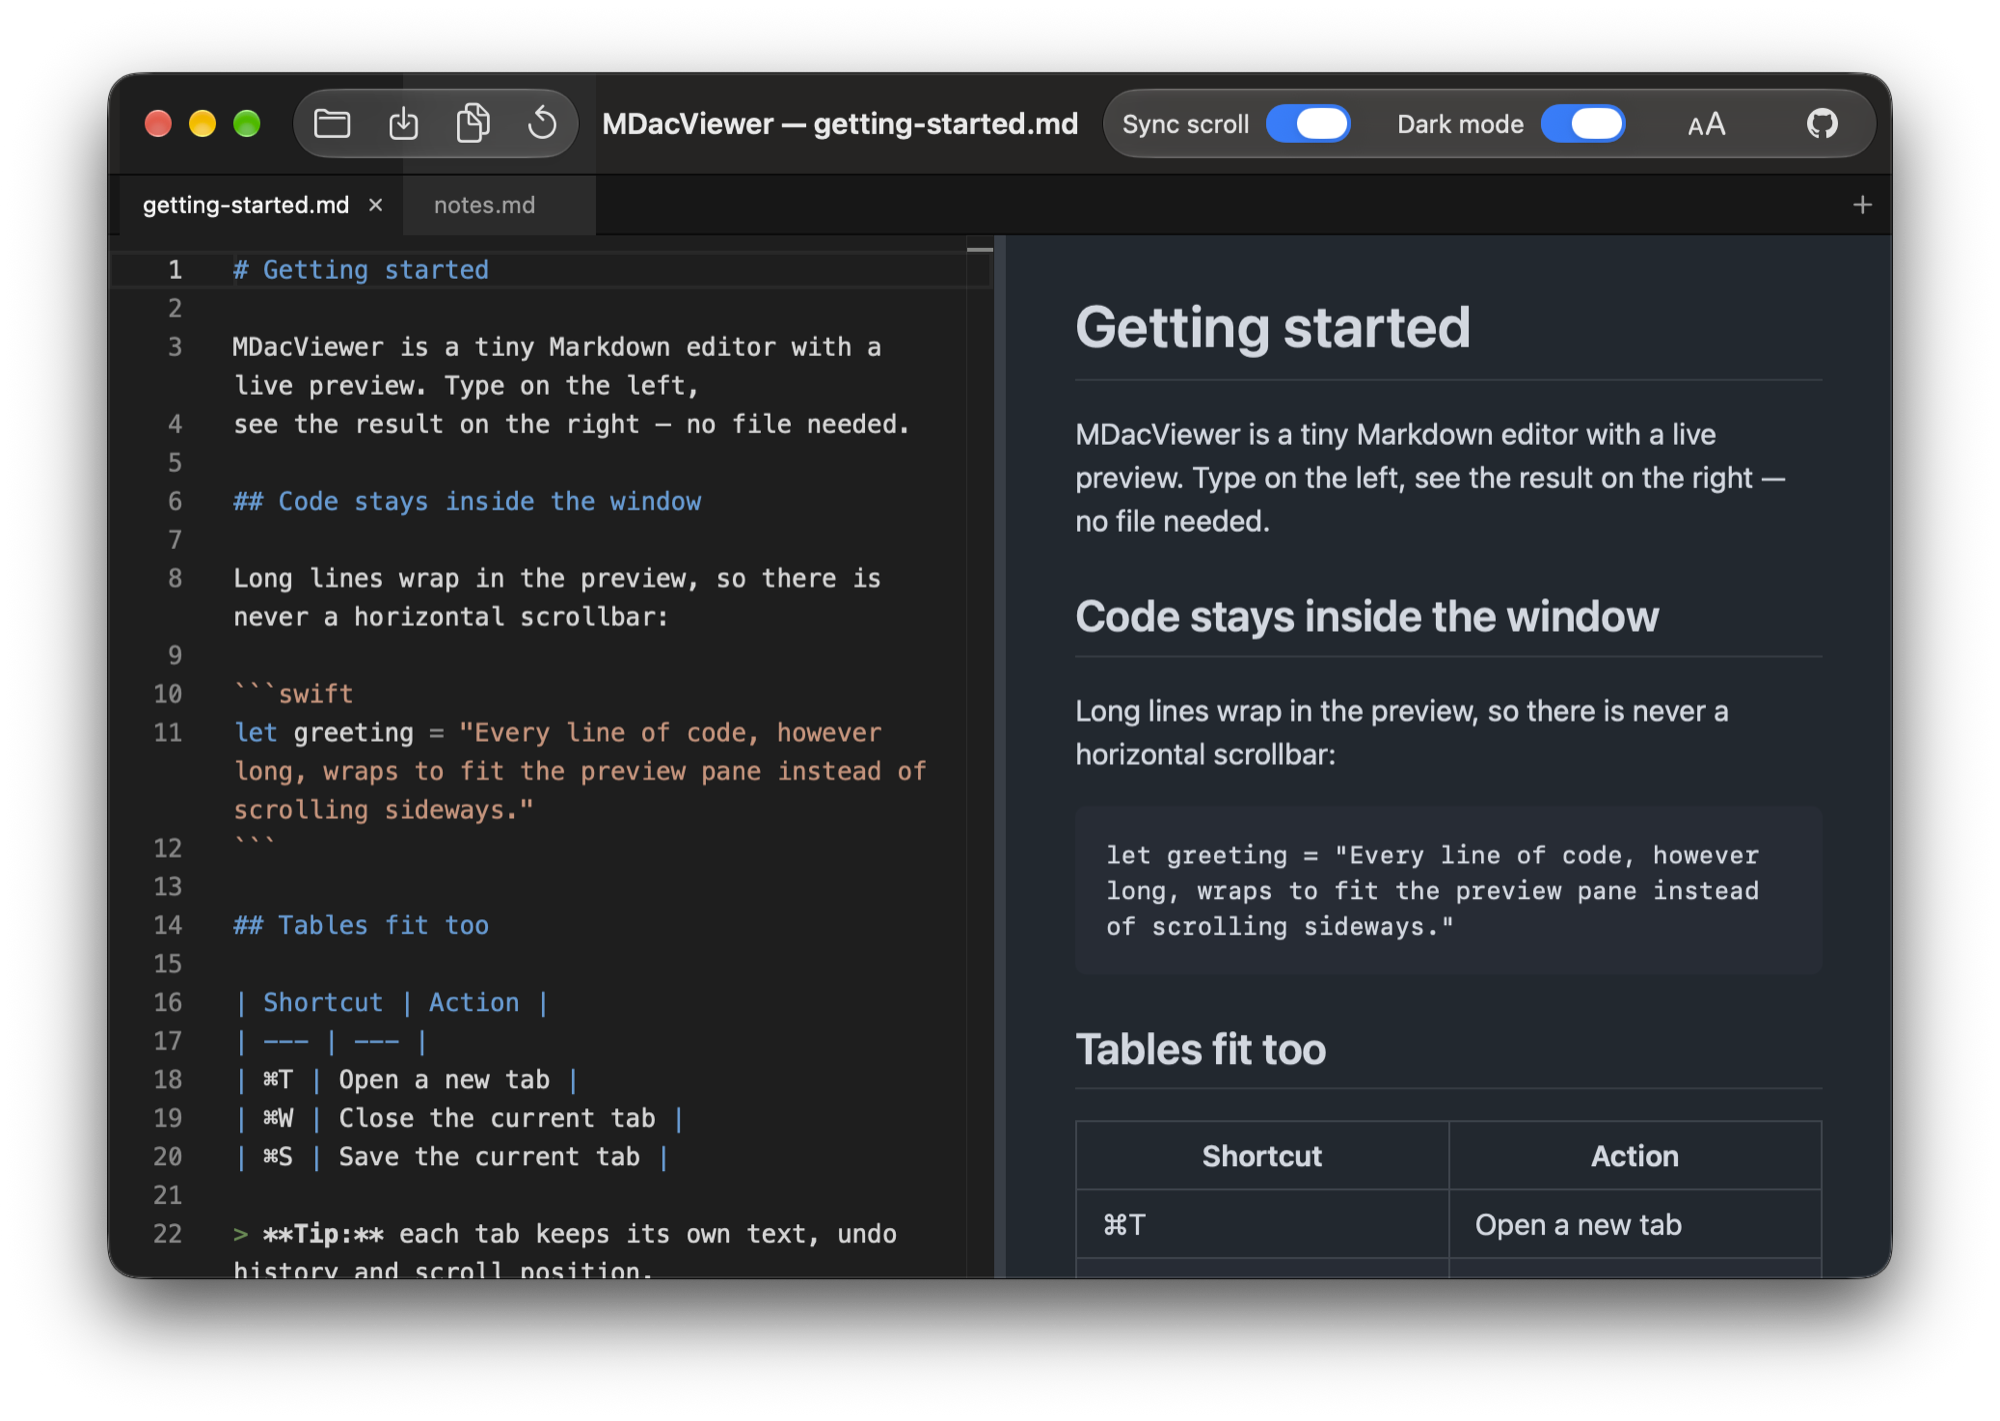 MDacViewer — getting-started.md
Sync scroll
Dark mode
AA
getting-started.md ×
notes.md
+
1 # Getting started
2
3 MDacViewer is a tiny Markdown editor with a
live preview. Type on the left,
4 see the result on the right — no file needed.
5
6 ## Code stays inside the window
7
8 Long lines wrap in the preview, so there is
never a horizontal scrollbar:
9
10 ```swift
11 let greeting = "Every line of code, however
long, wraps to fit the preview pane instead of
scrolling sideways."
12 ```
13
14 ## Tables fit too
15
16 | Shortcut | Action |
17 | --- | --- |
18 | ⌘T | Open a new tab |
19 | ⌘W | Close the current tab |
20 | ⌘S | Save the current tab |
21
22 > **Tip:** each tab keeps its own text, undo
history and scroll position.
Getting started
MDacViewer is a tiny Markdown editor with a live
preview. Type on the left, see the result on the right —
no file needed.
Code stays inside the window
Long lines wrap in the preview, so there is never a
horizontal scrollbar:
let greeting = "Every line of code, however
long, wraps to fit the preview pane instead
of scrolling sideways."
Tables fit too
Shortcut Action
⌘T Open a new tab